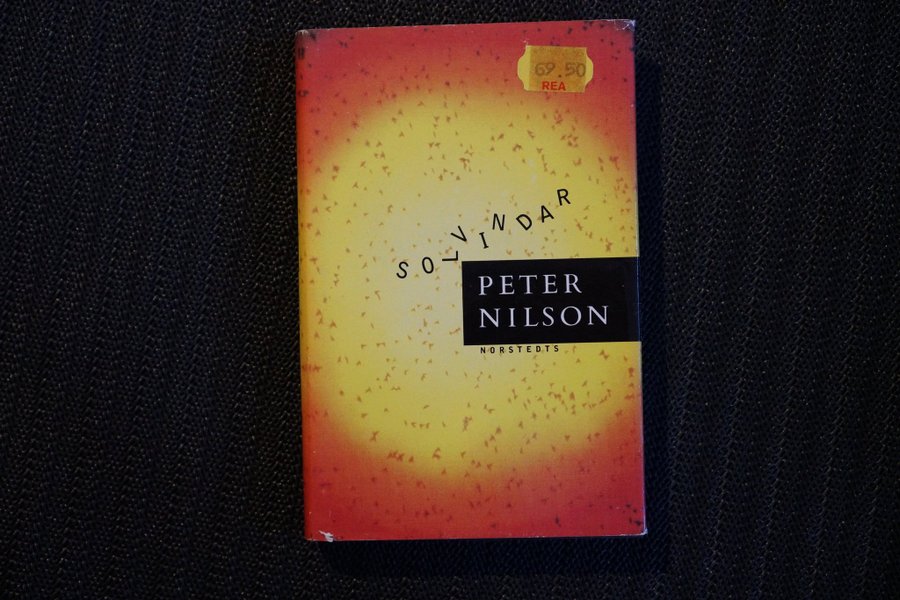 69.50
REA
SOLVINDAR
PETER
NILSON
NORSTEDTS